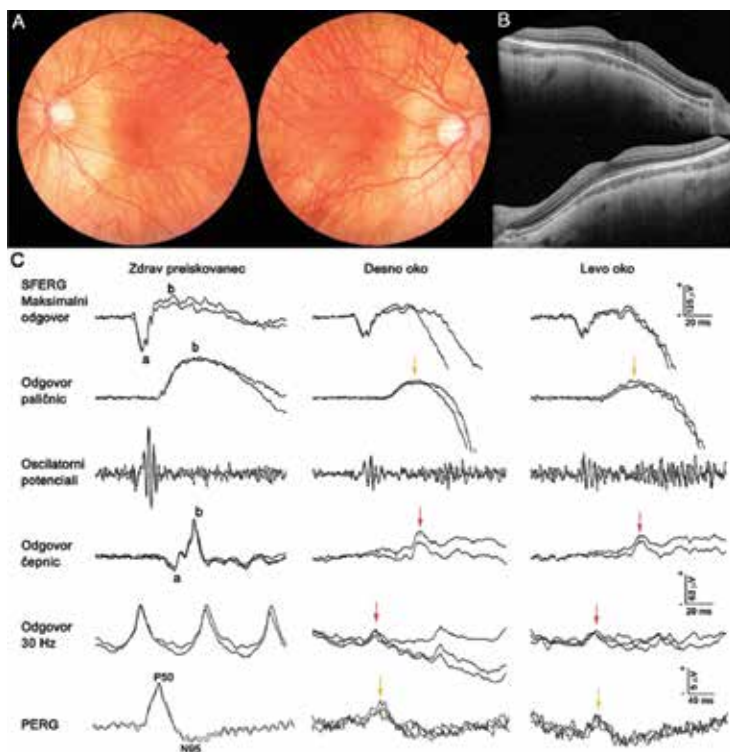 A
B
C
Zdrav preiskovanec Desno oko Levo oko
SFERG
Maksimalni
odgovor
b
a
20 ms
Odgovor
paličnic
b
Oscilatorni
potenciali
Odgovor
čepnic
b
a
20 ms
Odgovor
30 Hz
PERG
P50
N95
40 ms